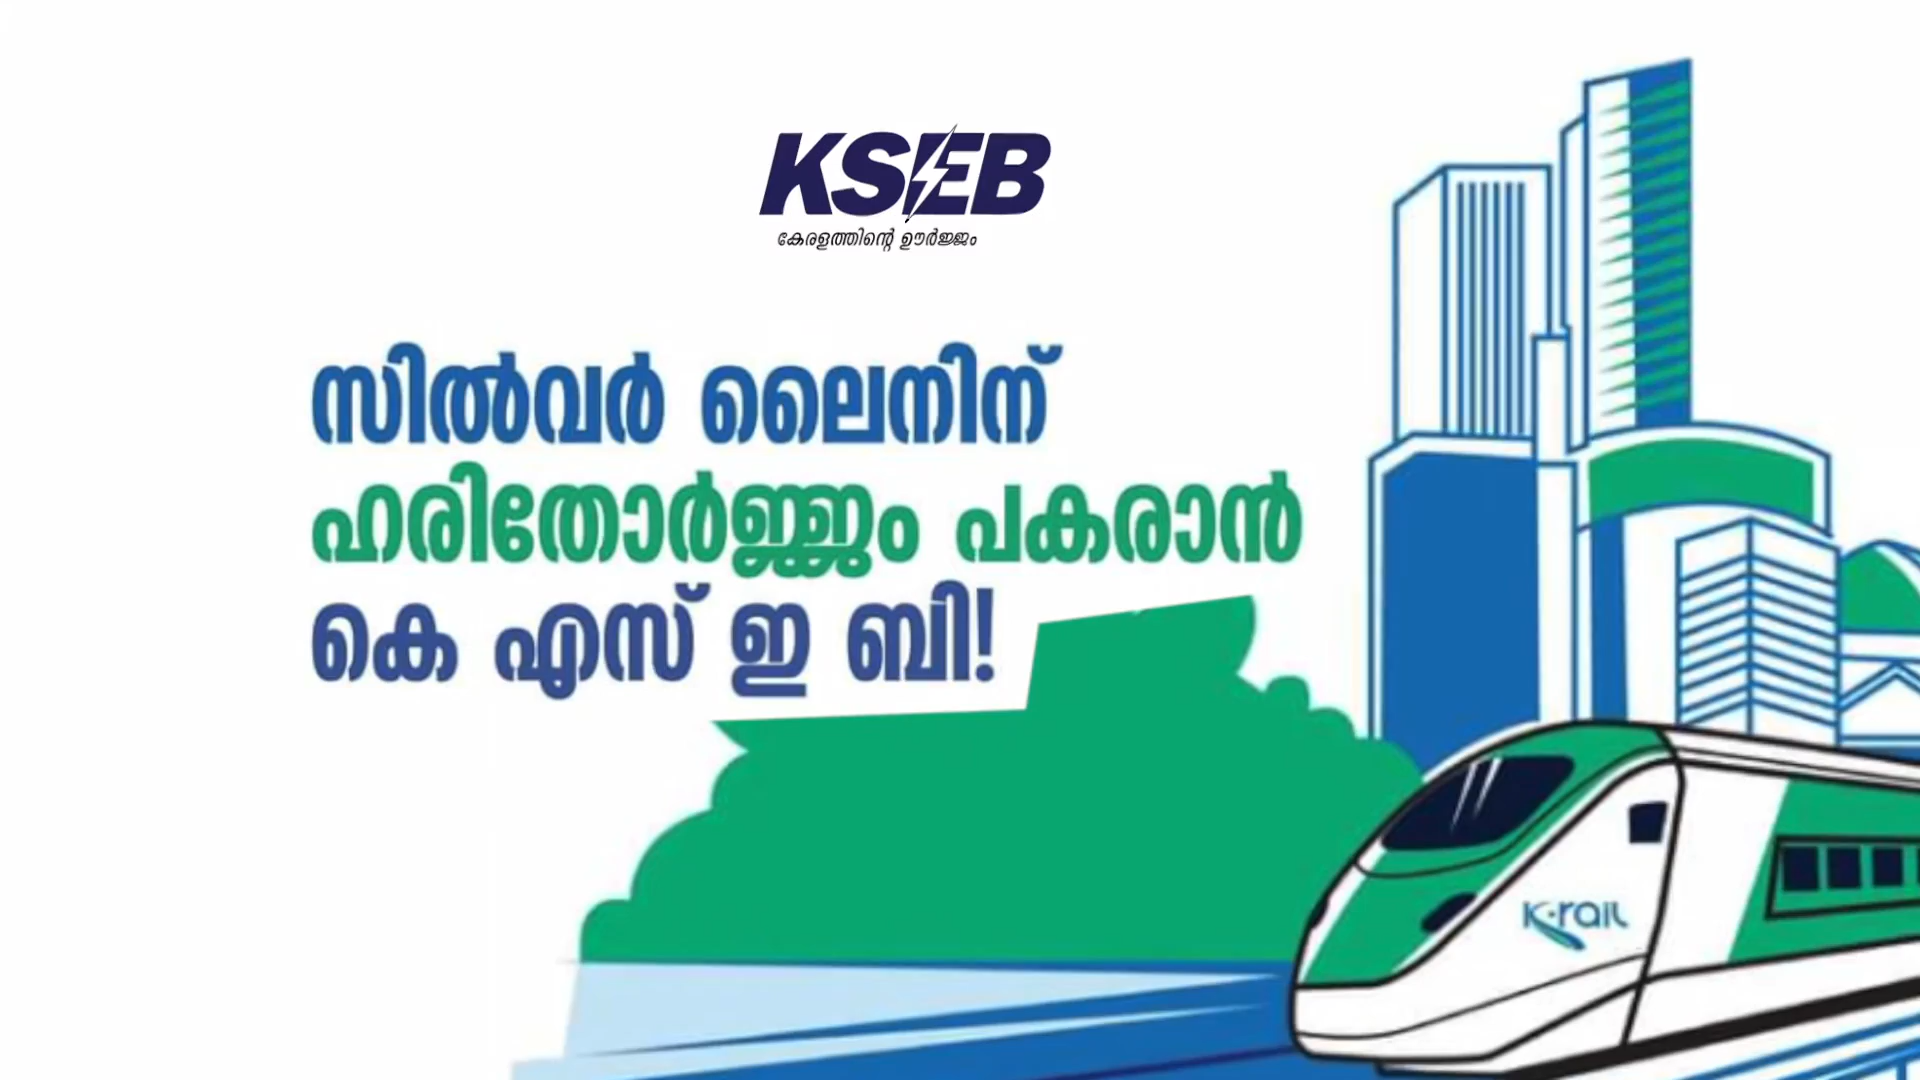 KSEB
കേരളത്തിന്റെ ഊർജ്ജം
സിൽവർ ലൈനിന്
ഹരിതോർജ്ജം പകരാൻ
കെ എസ് ഇ ബി!
K-rail